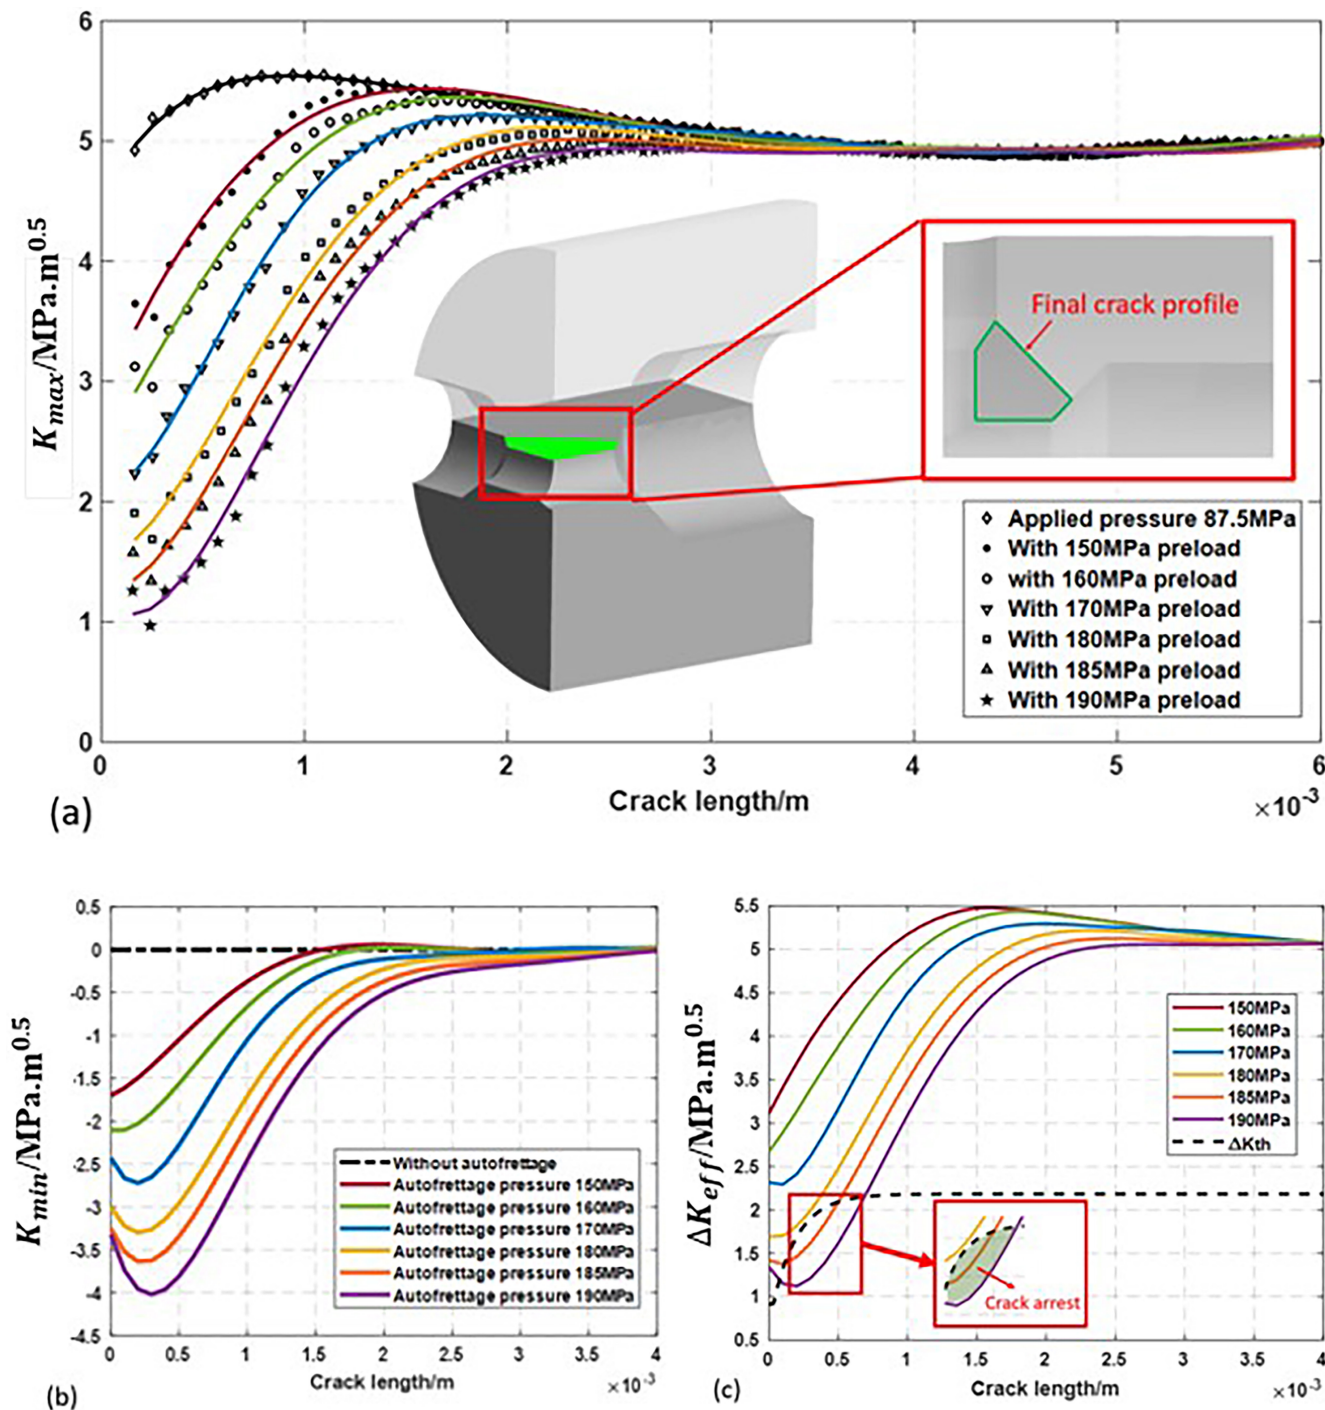 6
5
4
3
2
1
0
K_max/MPa.m^0.5
Final crack profile
Applied pressure 87.5MPa
With 150MPa preload
with 160MPa preload
With 170MPa preload
With 180MPa preload
With 185MPa preload
With 190MPa preload
0 1 2 3 4 5 6
Crack length/m
×10^-3
(a)
0.5
0
-0.5
-1
-1.5
-2
-2.5
-3
-3.5
-4
-4.5
K_min/MPa.m^0.5
Without autofrettage
Autofrettage pressure 150MPa
Autofrettage pressure 160MPa
Autofrettage pressure 170MPa
Autofrettage pressure 180MPa
Autofrettage pressure 185MPa
Autofrettage pressure 190MPa
0 0.5 1 1.5 2 2.5 3 3.5 4
Crack length/m
×10^-3
(b)
5.5
5
4.5
4
3.5
3
2.5
2
1.5
1
0.5
ΔK_eff/MPa.m^0.5
150MPa
160MPa
170MPa
180MPa
185MPa
190MPa
ΔKth
Crack arrest
0 0.5 1 1.5 2 2.5 3 3.5 4
Crack length/m
×10^-3
(c)